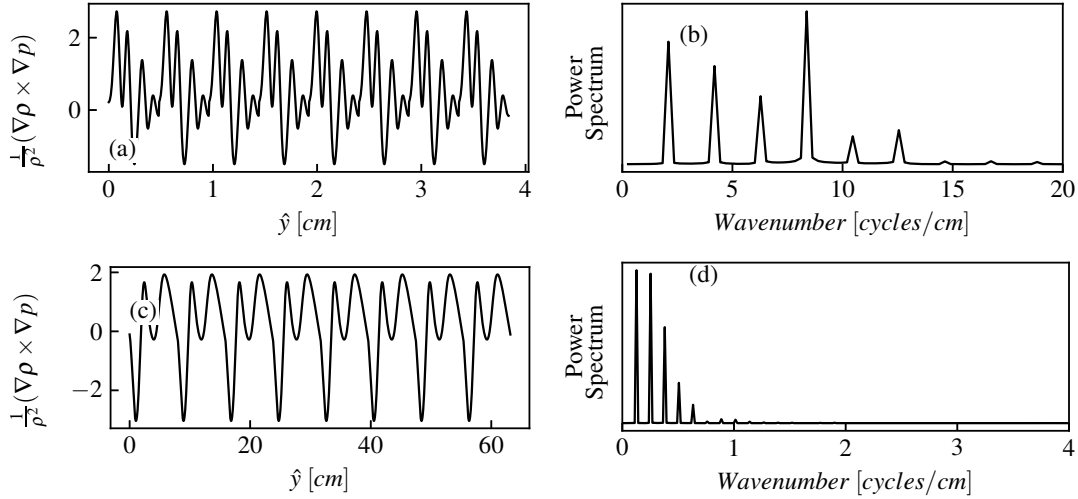 2
0
1/ρ² (∇ρ × ∇p)
(a)
0 1 2 3 4
ŷ [cm]
Power
Spectrum
(b)
0 5 10 15 20
Wavenumber [cycles/cm]
2
0
−2
1/ρ² (∇ρ × ∇p)
(c)
0 20 40 60
ŷ [cm]
Power
Spectrum
(d)
0 1 2 3 4
Wavenumber [cycles/cm]